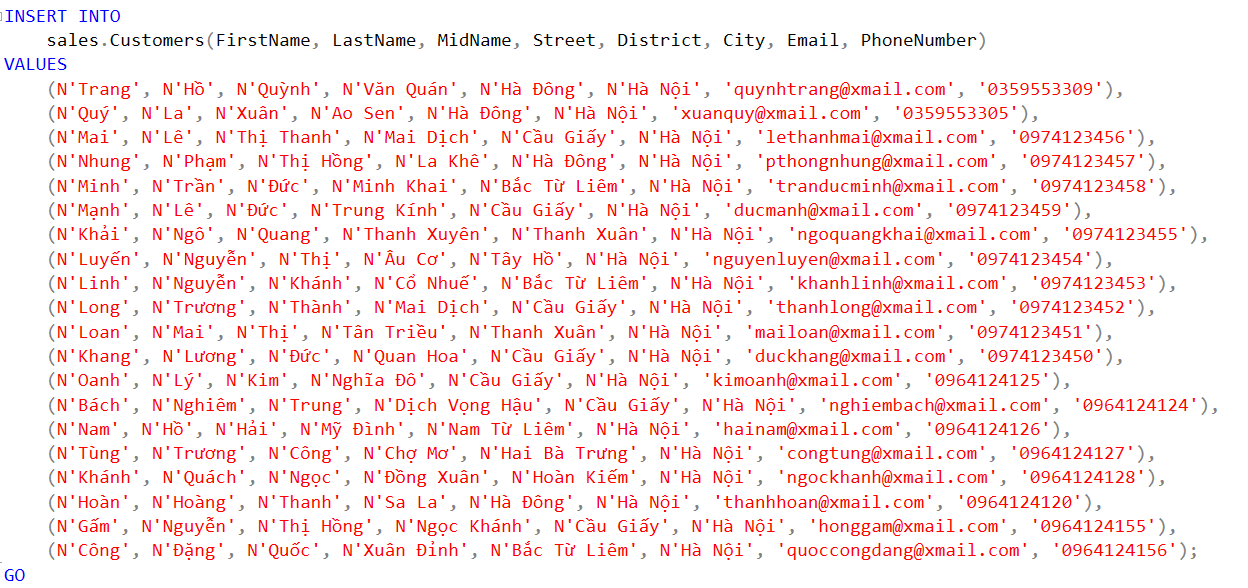 INSERT INTO
sales.Customers(FirstName, LastName, MidName, Street, District, City, Email, PhoneNumber)
VALUES
(N'Trang', N'Hồ', N'Quỳnh', N'Văn Quán', N'Hà Đông', N'Hà Nội', 'quynhtrang@xmail.com', '0359553309'),
(N'Quý', N'La', N'Xuân', N'Ao Sen', N'Hà Đông', N'Hà Nội', 'xuanquy@xmail.com', '0359553305'),
(N'Mai', N'Lê', N'Thị Thanh', N'Mai Dịch', N'Cầu Giấy', N'Hà Nội', 'lethanhmai@xmail.com', '0974123456'),
(N'Nhung', N'Phạm', N'Thị Hồng', N'La Khê', N'Hà Đông', N'Hà Nội', 'pthongnhung@xmail.com', '0974123457'),
(N'Minh', N'Trần', N'Đức', N'Minh Khai', N'Bắc Từ Liêm', N'Hà Nội', 'tranducminh@xmail.com', '0974123458'),
(N'Mạnh', N'Lê', N'Đức', N'Trung Kính', N'Cầu Giấy', N'Hà Nội', 'ducmanh@xmail.com', '0974123459'),
(N'Khải', N'Ngô', N'Quang', N'Thanh Xuyên', N'Thanh Xuân', N'Hà Nội', 'ngoquangkhai@xmail.com', '0974123455'),
(N'Luyến', N'Nguyễn', N'Thị', N'Âu Cơ', N'Tây Hồ', N'Hà Nội', 'nguyenluyen@xmail.com', '0974123454'),
(N'Linh', N'Nguyễn', N'Khánh', N'Cổ Nhuế', N'Bắc Từ Liêm', N'Hà Nội', 'khanhlinh@xmail.com', '0974123453'),
(N'Long', N'Trương', N'Thành', N'Mai Dịch', N'Cầu Giấy', N'Hà Nội', 'thanhlong@xmail.com', '0974123452'),
(N'Loan', N'Mai', N'Thị', N'Tân Triều', N'Thanh Xuân', N'Hà Nội', 'mailoan@xmail.com', '0974123451'),
(N'Khang', N'Lương', N'Đức', N'Quan Hoa', N'Cầu Giấy', N'Hà Nội', 'duckhang@xmail.com', '0974123450'),
(N'Oanh', N'Lý', N'Kim', N'Nghĩa Đô', N'Cầu Giấy', N'Hà Nội', 'kimoanh@xmail.com', '0964124125'),
(N'Bách', N'Nghiêm', N'Trung', N'Dịch Vọng Hậu', N'Cầu Giấy', N'Hà Nội', 'nghiembach@xmail.com', '0964124124'),
(N'Nam', N'Hồ', N'Hải', N'Mỹ Đình', N'Nam Từ Liêm', N'Hà Nội', 'hainam@xmail.com', '0964124126'),
(N'Tùng', N'Trương', N'Công', N'Chợ Mơ', N'Hai Bà Trưng', N'Hà Nội', 'congtung@xmail.com', '0964124127'),
(N'Khánh', N'Quách', N'Ngọc', N'Đồng Xuân', N'Hoàn Kiếm', N'Hà Nội', 'ngockhanh@xmail.com', '0964124128'),
(N'Hoàn', N'Hoàng', N'Thanh', N'Sa La', N'Hà Đông', N'Hà Nội', 'thanhhoan@xmail.com', '0964124120'),
(N'Gấm', N'Nguyễn', N'Thị Hồng', N'Ngọc Khánh', N'Cầu Giấy', N'Hà Nội', 'honggam@xmail.com', '0964124155'),
(N'Công', N'Đặng', N'Quốc', N'Xuân Đỉnh', N'Bắc Từ Liêm', N'Hà Nội', 'quoccongdang@xmail.com', '0964124156');
GO